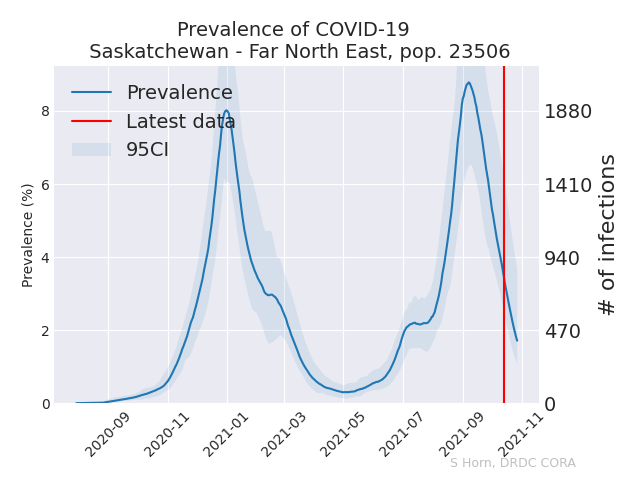 Prevalence of COVID-19
Saskatchewan - Far North East, pop. 23506
Prevalence
Latest data
95CI
Prevalence (%)
8
6
4
2
0
1880
1410
940
470
0
# of infections
2020-09
2020-11
2021-01
2021-03
2021-05
2021-07
2021-09
2021-11
S Horn, DRDC CORA